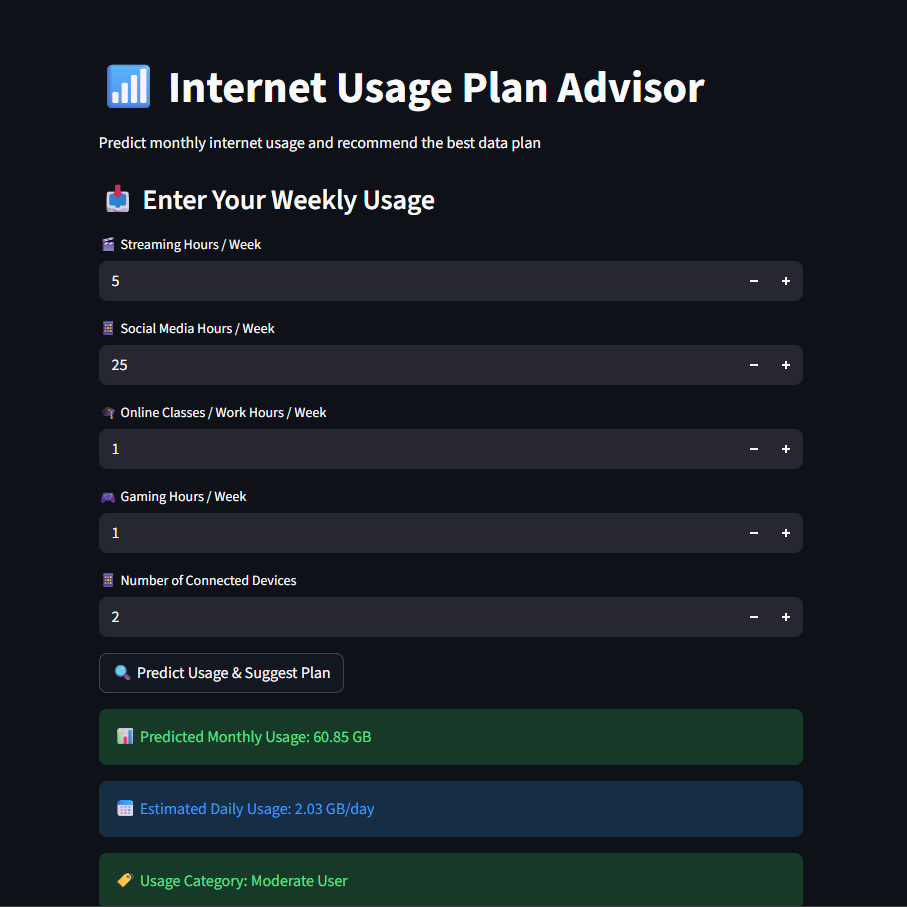 Internet Usage Plan Advisor
Predict monthly internet usage and recommend the best data plan
Enter Your Weekly Usage
Streaming Hours / Week
5
Social Media Hours / Week
25
Online Classes / Work Hours / Week
1
Gaming Hours / Week
1
Number of Connected Devices
2
Predict Usage & Suggest Plan
Predicted Monthly Usage: 60.85 GB
Estimated Daily Usage: 2.03 GB/day
Usage Category: Moderate User